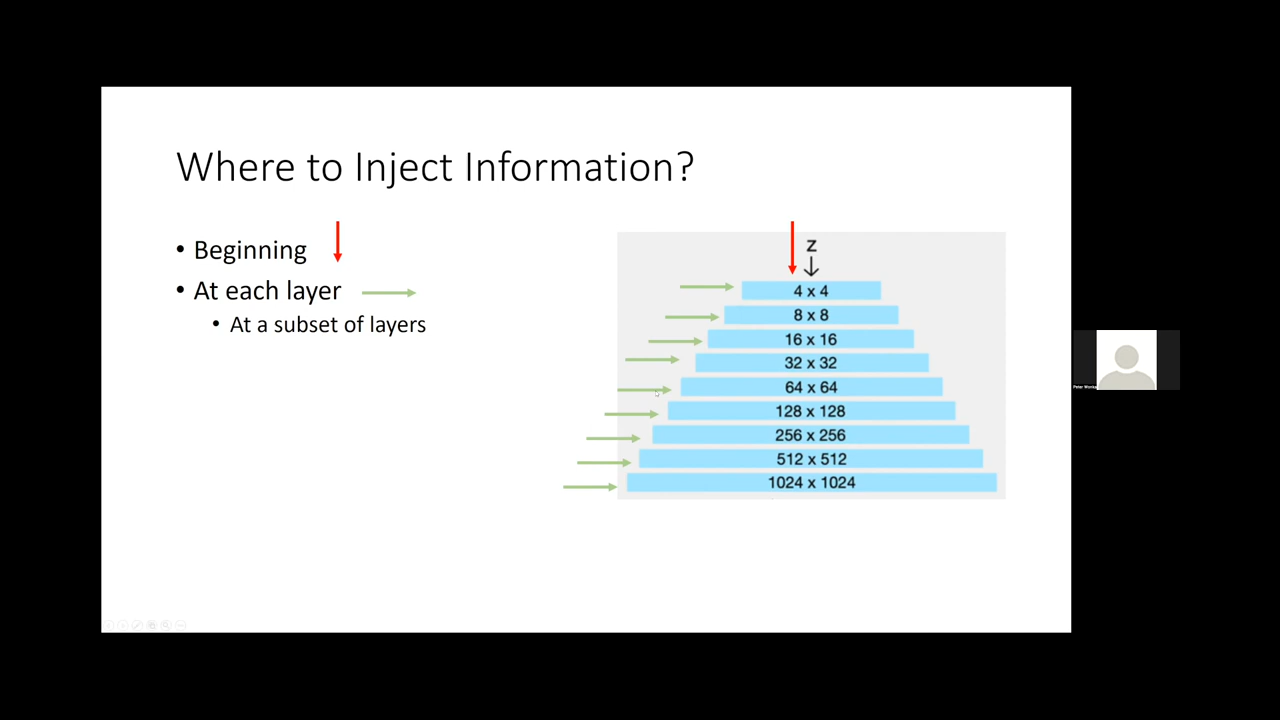 Where to Inject Information?
• Beginning
• At each layer
• At a subset of layers
z
4 x 4
8 x 8
16 x 16
32 x 32
64 x 64
128 x 128
256 x 256
512 x 512
1024 x 1024